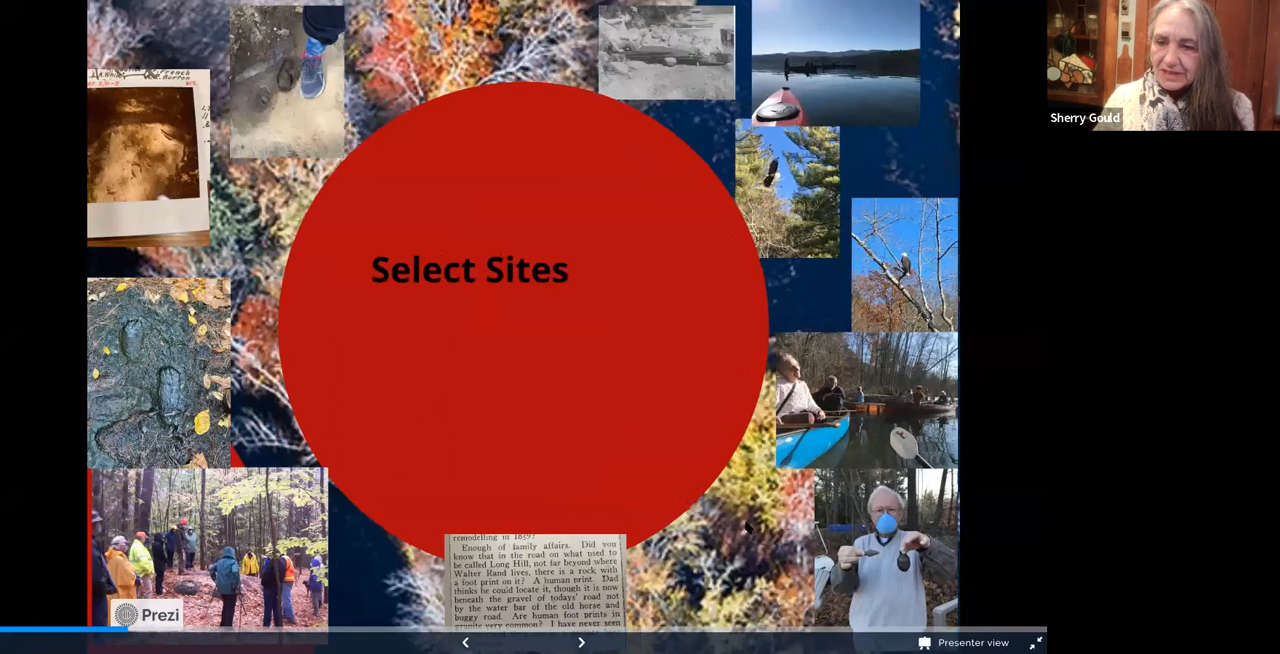 French
Select Sites
Sherry Gould
remodelling in 1859?
Enough of family affairs. Did you
know that in the road on what used to
be called Long Hill, not far beyond where
Walter Rand lives, there is a rock with
a foot print on it? A human print. Dad
thinks he could locate it, though it is now
beneath the gravel of todays' road not
by the water bar of the old horse and
buggy road. Are human foot prints in
granite very common? I have never seen
Prezi
Presenter view